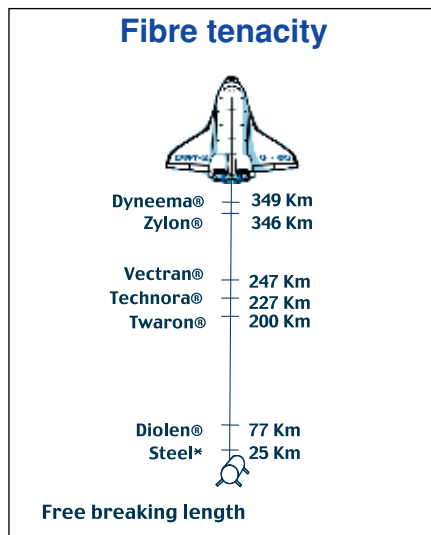 Fibre tenacity
Dyneema® 349 Km
Zylon® 346 Km
Vectran® 247 Km
Technora® 227 Km
Twaron® 200 Km
Diolen® 77 Km
Steel* 25 Km
Free breaking length